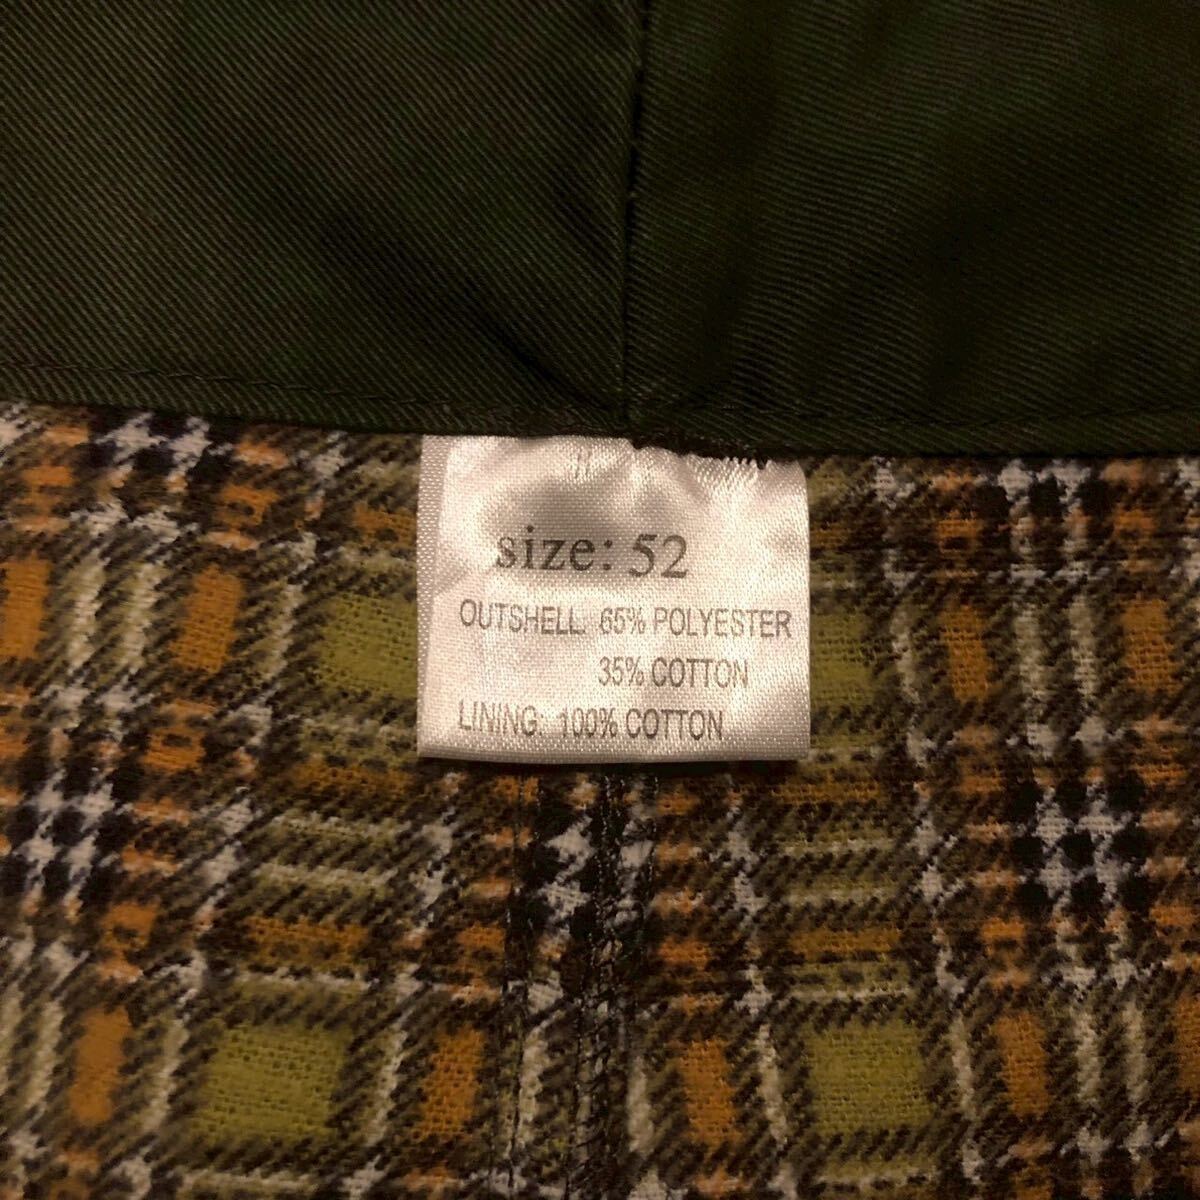 size: 52
OUTSHELL. 65% POLYESTER
35% COTTON
LINING: 100% COTTON